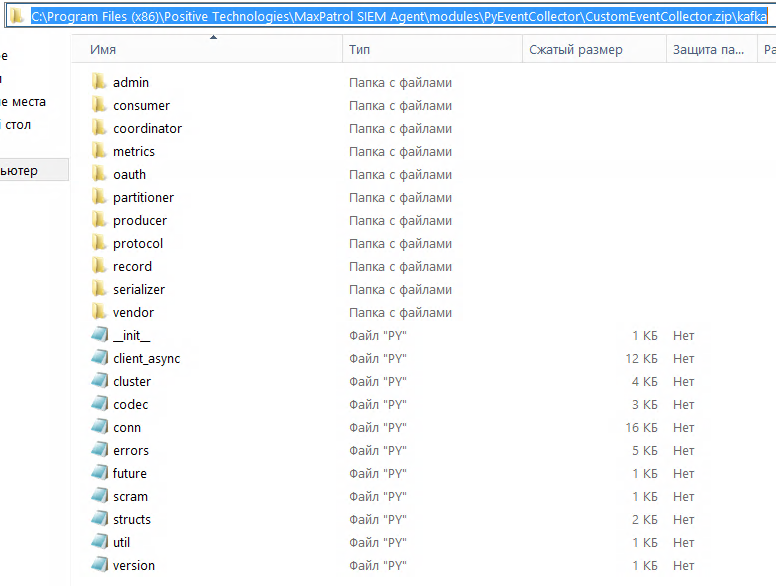 C:\Program Files (x86)\Positive Technologies\MaxPatrol SIEM Agent\modules\PyEventCollector\CustomEventCollector.zip\kafka
Имя Тип Сжатый размер Защита па... Ра
е
admin Папка с файлами
consumer Папка с файлами
е места
coordinator Папка с файлами
стол
metrics Папка с файлами
oauth Папка с файлами
ьютер
partitioner Папка с файлами
producer Папка с файлами
protocol Папка с файлами
record Папка с файлами
serializer Папка с файлами
vendor Папка с файлами
__init__ Файл "PY" 1 КБ Нет
client_async Файл "PY" 12 КБ Нет
cluster Файл "PY" 4 КБ Нет
codec Файл "PY" 3 КБ Нет
conn Файл "PY" 16 КБ Нет
errors Файл "PY" 5 КБ Нет
future Файл "PY" 1 КБ Нет
scram Файл "PY" 1 КБ Нет
structs Файл "PY" 2 КБ Нет
util Файл "PY" 1 КБ Нет
version Файл "PY" 1 КБ Нет